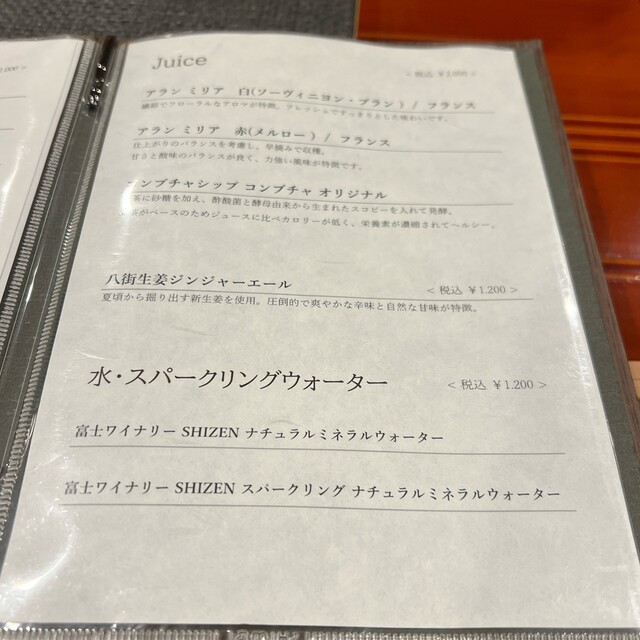 Juice
< 税込 ¥2,000 >
アラン ミリア 白(ソーヴィニヨン・ブラン) / フランス
繊細でフローラルなアロマが特徴。フレッシュですっきりとした味わいです。
アラン ミリア 赤(メルロー) / フランス
仕上がりのバランスを考慮し、早摘みで収穫。
甘さと酸味のバランスが良く、力強い風味が特徴です。
ンブチャシップ コンブチャ オリジナル
茶に砂糖を加え、酢酸菌と酵母由来から生まれたスコビーを入れて発酵。
茶がベースのためジュースに比べカロリーが低く、栄養素が濃縮されてヘルシー。
八街生姜ジンジャーエール
< 税込 ¥1.200 >
夏頃から掘り出す新生姜を使用。圧倒的で爽やかな辛味と自然な甘味が特徴。
水・スパークリングウォーター
< 税込 ¥1.200 >
富士ワイナリー SHIZEN ナチュラルミネラルウォーター
富士ワイナリー SHIZEN スパークリング ナチュラルミネラルウォーター